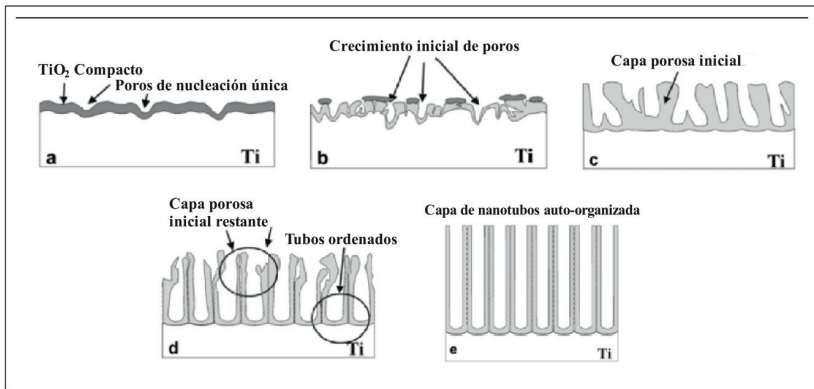 TiO2 Compacto
Poros de nucleación única
a
Ti
Crecimiento inicial de poros
b
Ti
Capa porosa inicial
c
Ti
Capa porosa
inicial restante
Tubos ordenados
d
Ti
Capa de nanotubos auto-organizada
e
Ti